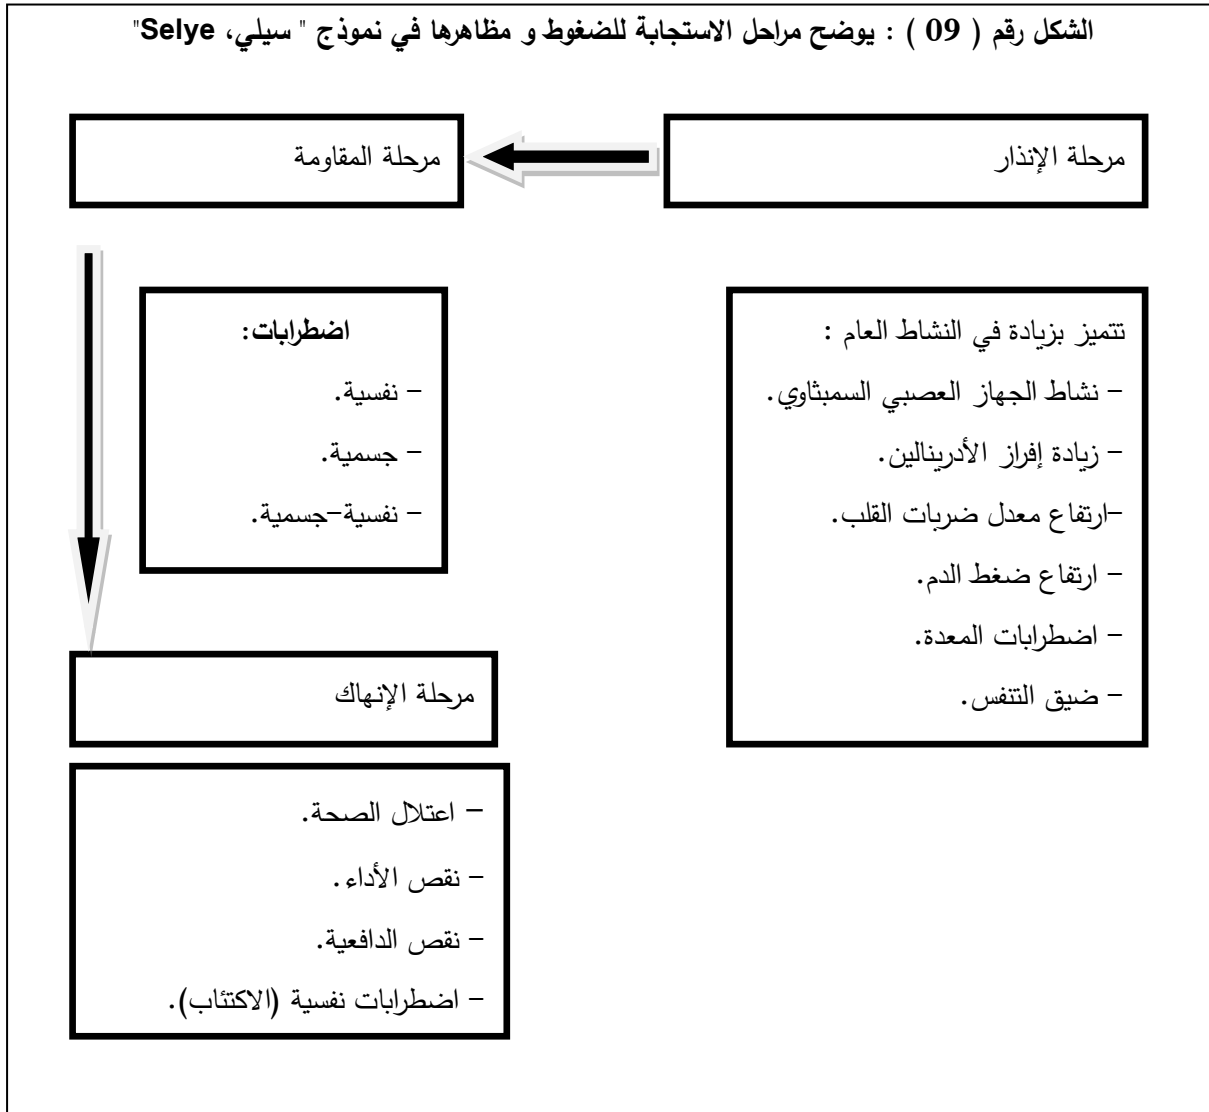 الشكل رقم ( 09 ) : يوضح مراحل الاستجابة للضغوط و مظاهرها في نموذج " سيلي، Selye"
مرحلة الإنذار
مرحلة المقاومة
تتميز بزيادة في النشاط العام :
– نشاط الجهاز العصبي السمبثاوي.
– زيادة إفراز الأدرينالين.
–ارتفاع معدل ضربات القلب.
– ارتفاع ضغط الدم.
– اضطرابات المعدة.
– ضيق التنفس.
اضطرابات:
– نفسية.
– جسمية.
– نفسية–جسمية.
مرحلة الإنهاك
– اعتلال الصحة.
– نقص الأداء.
– نقص الدافعية.
– اضطرابات نفسية (الاكتئاب).